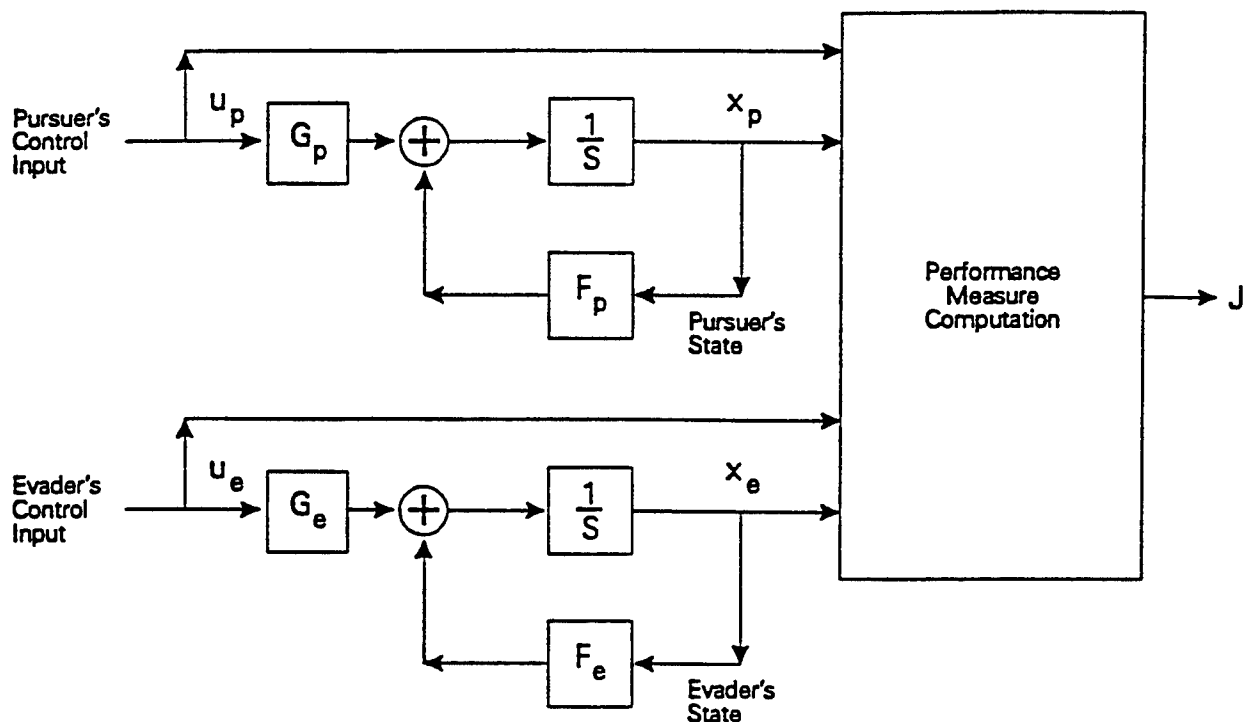 Pursuer's
Control
Input
u_p
G_p
+
1
S
x_p
F_p
Pursuer's
State
Performance
Measure
Computation
J
Evader's
Control
Input
u_e
G_e
+
1
S
x_e
F_e
Evader's
State